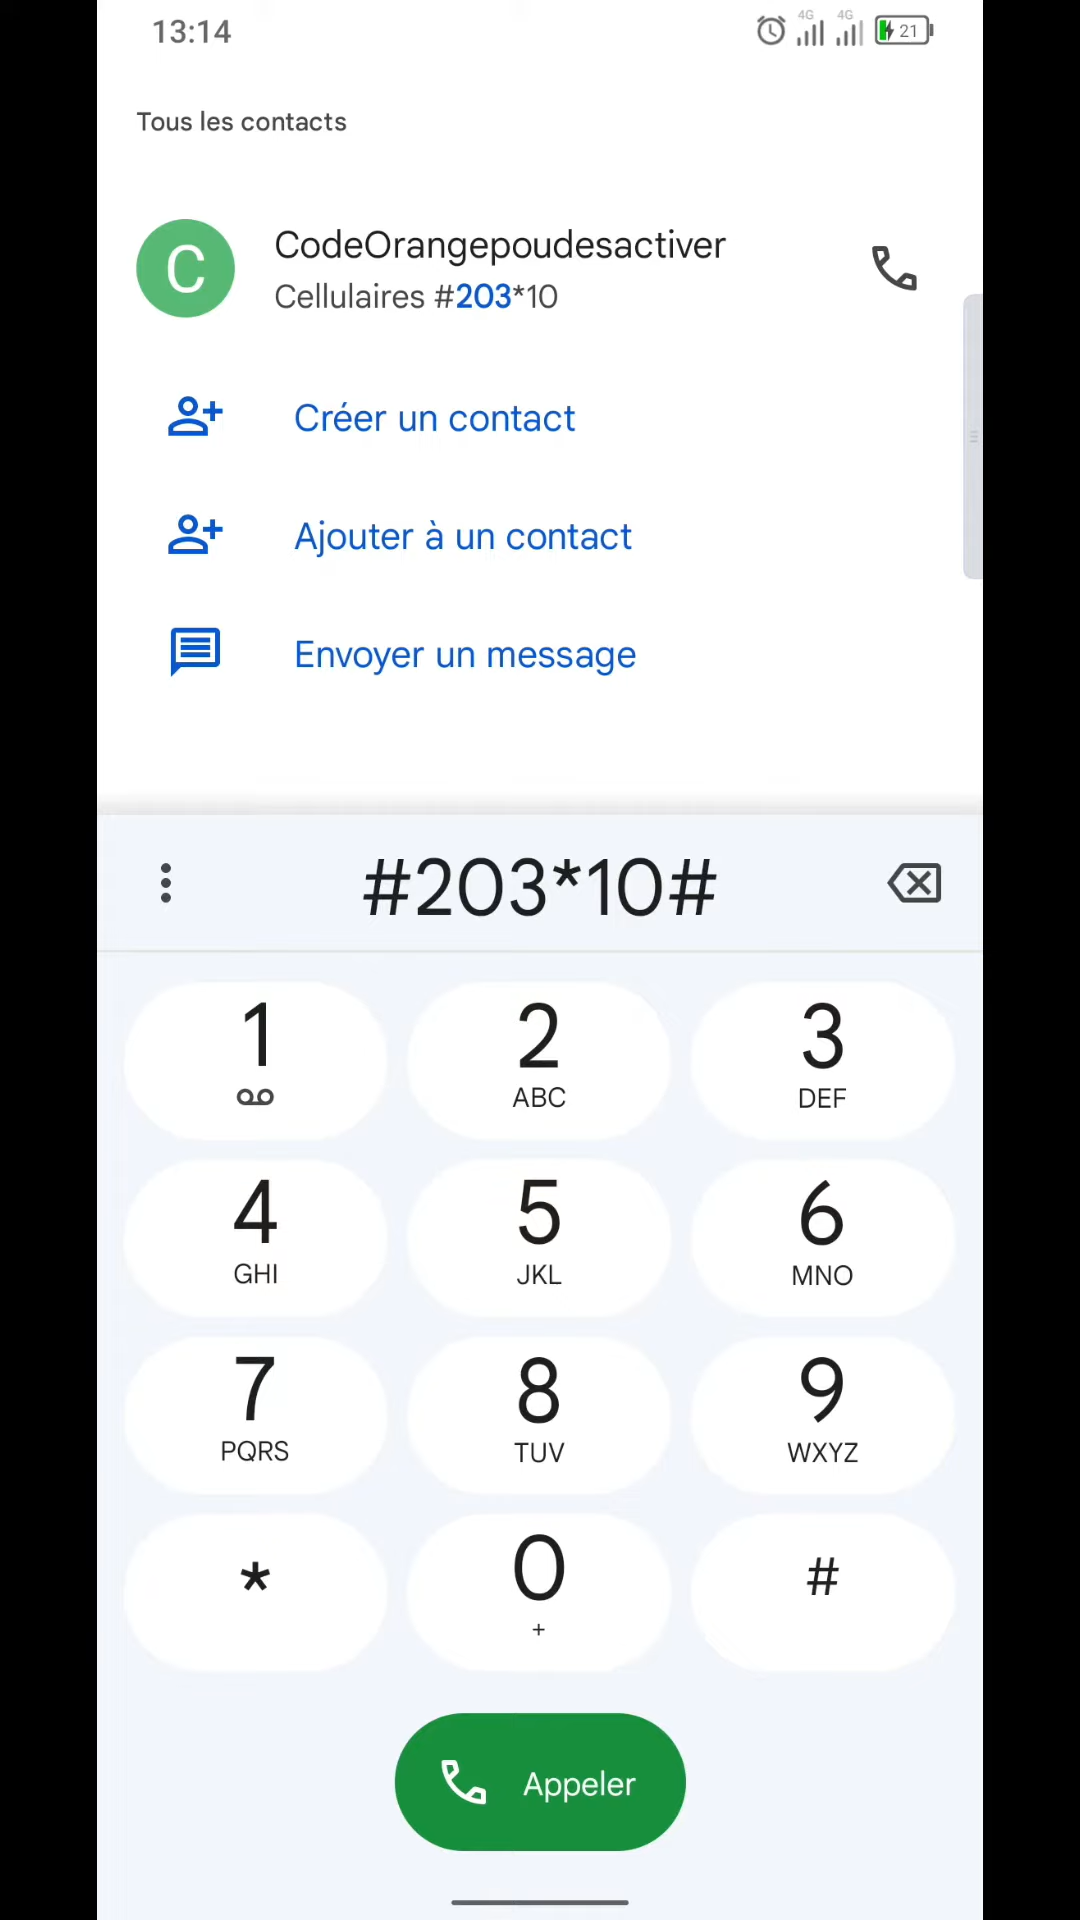 13:14
4G
4G
21
Tous les contacts
C
CodeOrangepoudesactiver
Cellulaires #203*10
Créer un contact
Ajouter à un contact
Envoyer un message
#203*10#
1
2
ABC
3
DEF
4
GHI
5
JKL
6
MNO
7
PQRS
8
TUV
9
WXYZ
*
0
+
#
Appeler